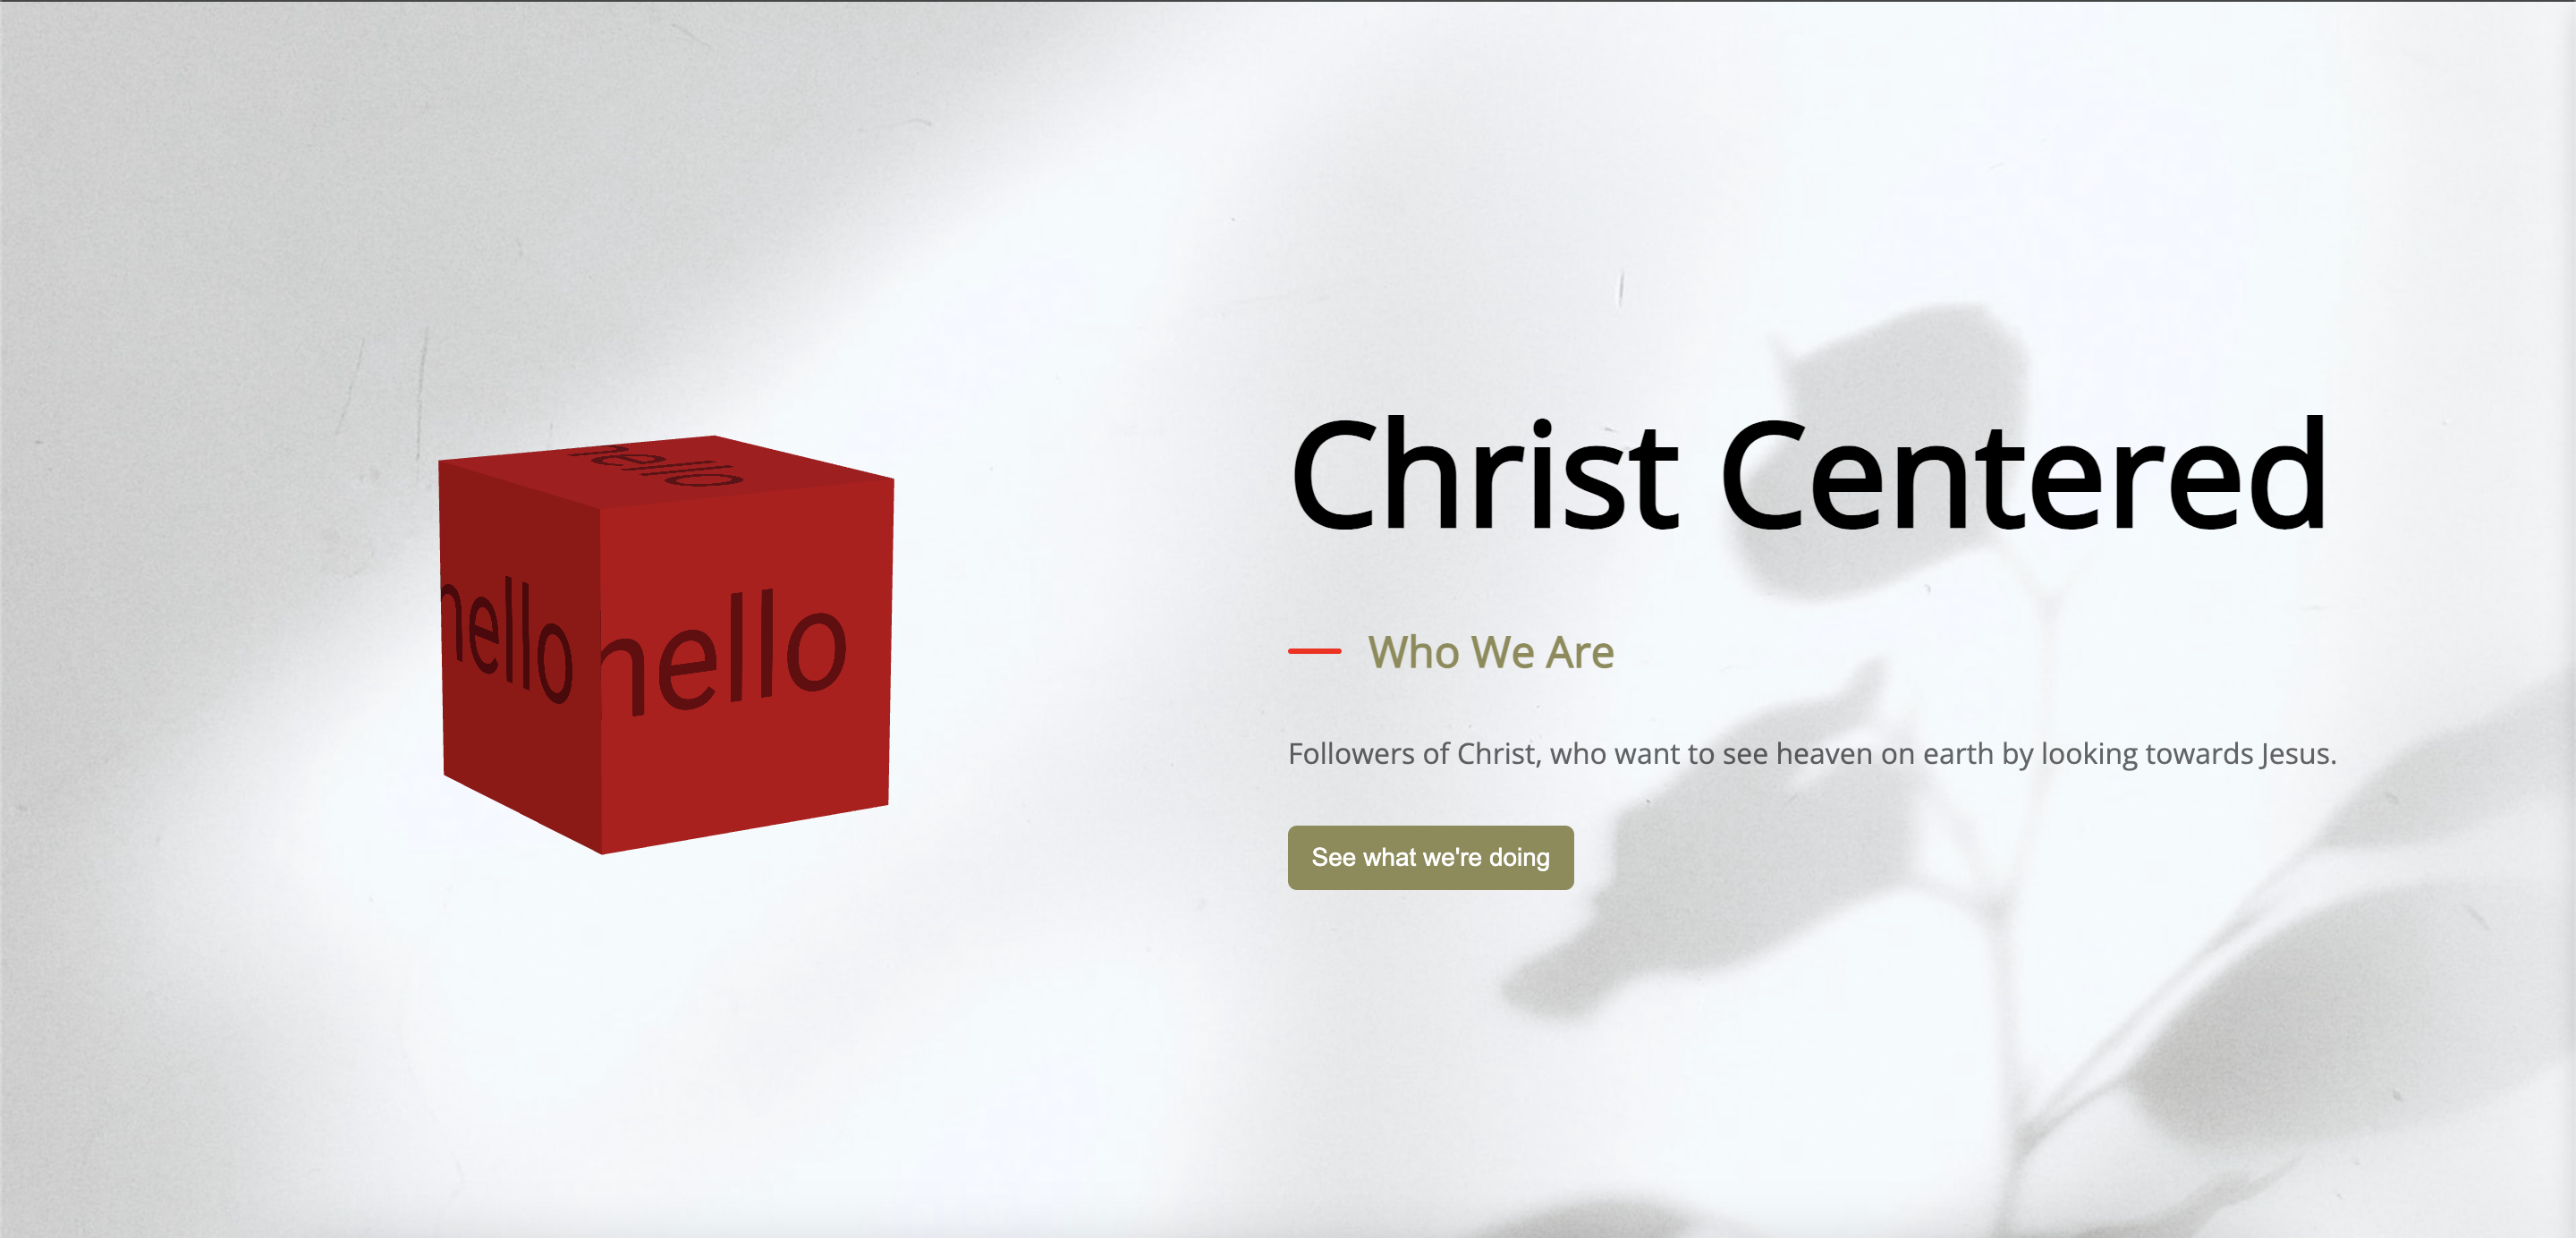 hello
hello
hello
Christ Centered
Who We Are
Followers of Christ, who want to see heaven on earth by looking towards Jesus.
See what we're doing